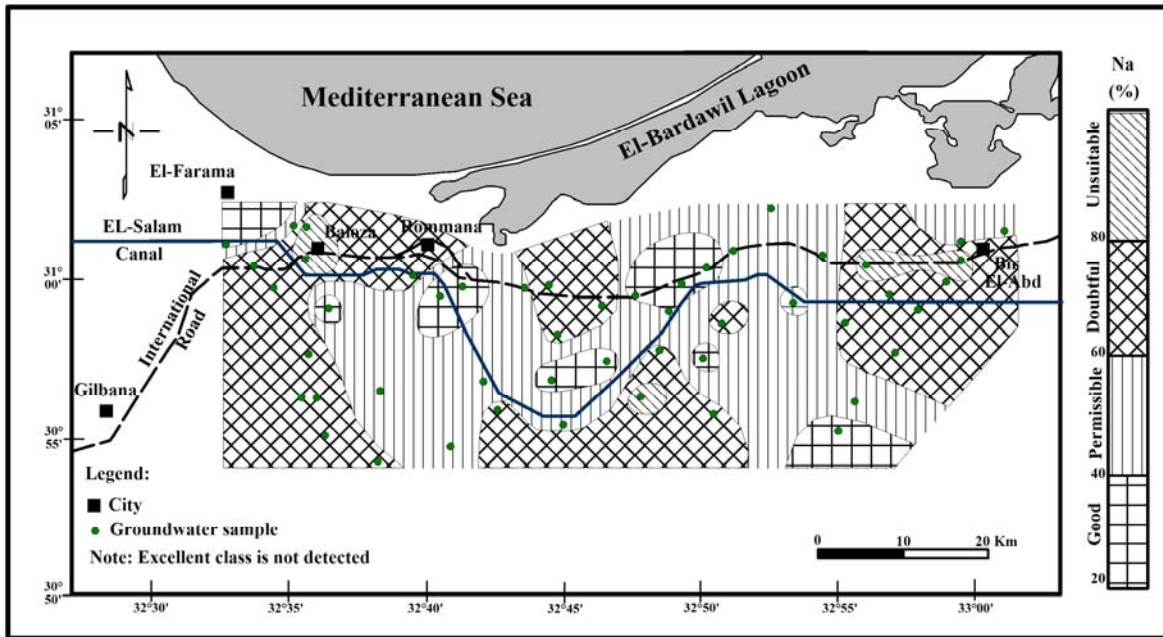 Na
(%)
Mediterranean Sea
El-Bardawil Lagoon
31°
05'
N
El-Farama
EL-Salam
Canal
Baloza
Rommana
Unsuitable
80
31°
00'
Bir
El-Abd
International
Road
Doubtful
60
Gilbana
Permissible
30°
55'
Legend:
City
Groundwater sample
Note: Excellent class is not detected
0 10 20 Km
40
Good
20
30°
50'
32°30' 32°35' 32°40' 32°45' 32°50' 32°55' 33°00'